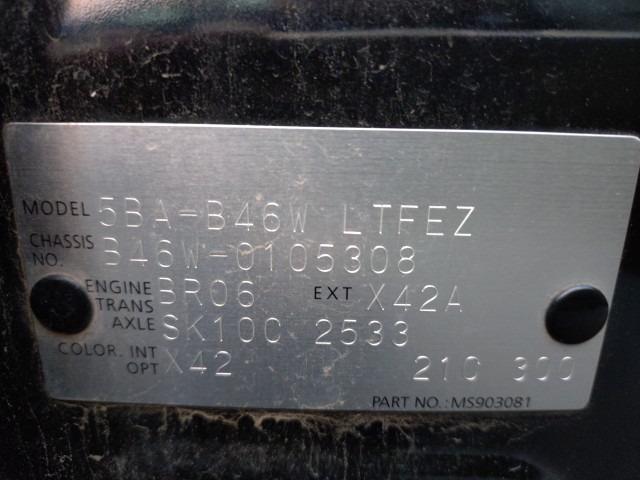 MODEL 5BA-B46W LTFEZ
CHASSIS NO. B46W-0105308
ENGINE BR06 EXT X42A
TRANS AXLE SK10C 2533
COLOR. INT OPT X42 21C 300
PART NO.: MS903081